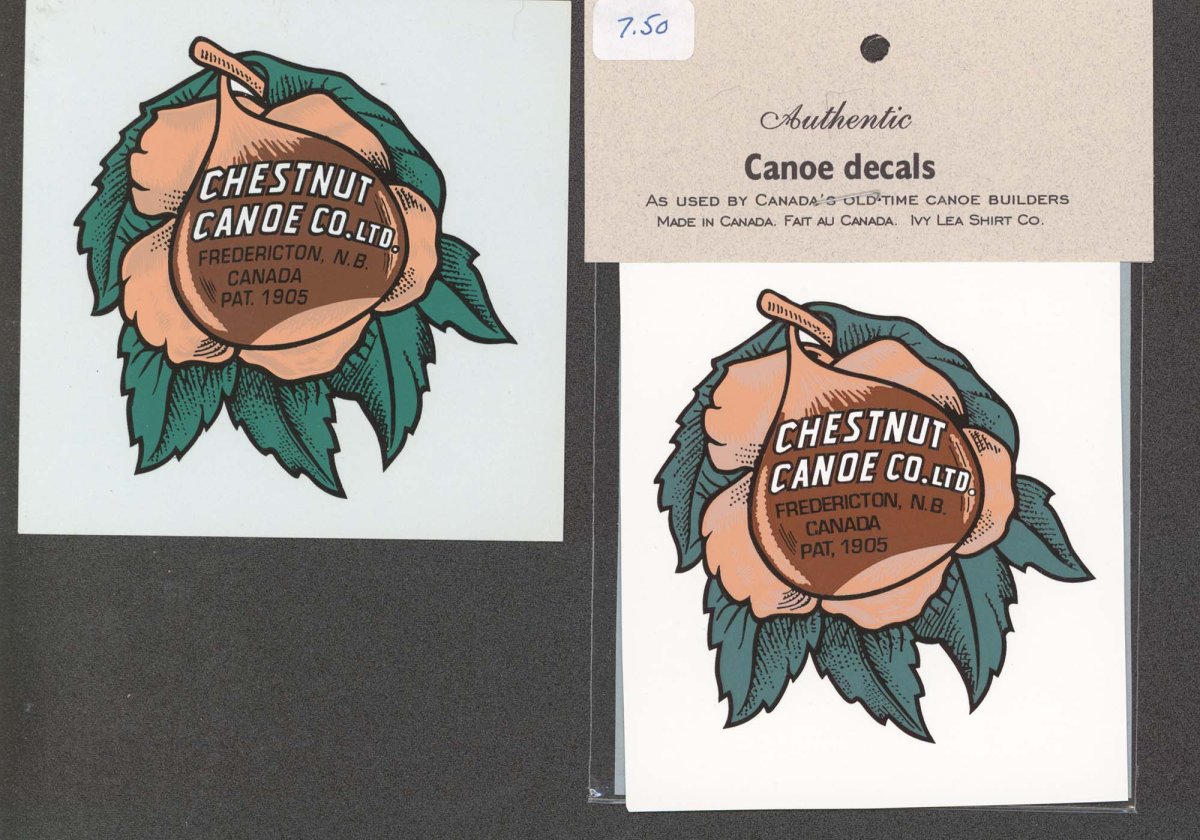 CHESTNUT
CANOE CO. LTD.
FREDERICTON, N.B.
CANADA
PAT. 1905
7.50
Authentic
Canoe decals
AS USED BY CANADA'S OLD-TIME CANOE BUILDERS
MADE IN CANADA. FAIT AU CANADA. IVY LEA SHIRT CO.
CHESTNUT
CANOE CO. LTD.
FREDERICTON, N.B.
CANADA
PAT, 1905